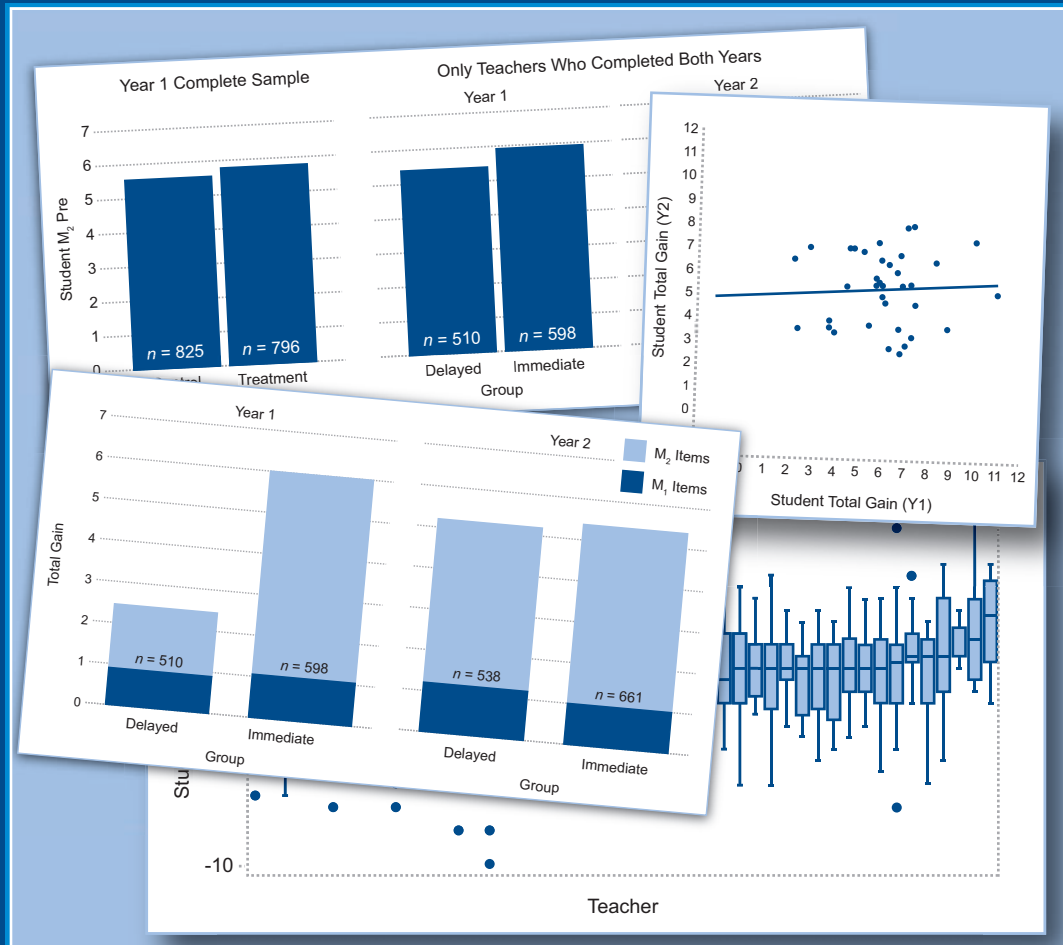 Year 1 Complete Sample
Only Teachers Who Completed Both Years
Year 1
Year 2
Student M₂ Pre
7
6
5
4
3
2
1
0
n = 825
n = 796
n = 510
n = 598
Treatment
Delayed
Immediate
Group
Student Total Gain (Y2)
12
11
10
9
8
7
6
5
4
3
2
1
0
0 1 2 3 4 5 6 7 8 9 10 11 12
Student Total Gain (Y1)
Year 1
Year 2
M₂ Items
M₁ Items
Total Gain
7
6
5
4
3
2
1
0
n = 510
n = 598
n = 538
n = 661
Delayed
Immediate
Delayed
Immediate
Group
Group
-10
Teacher